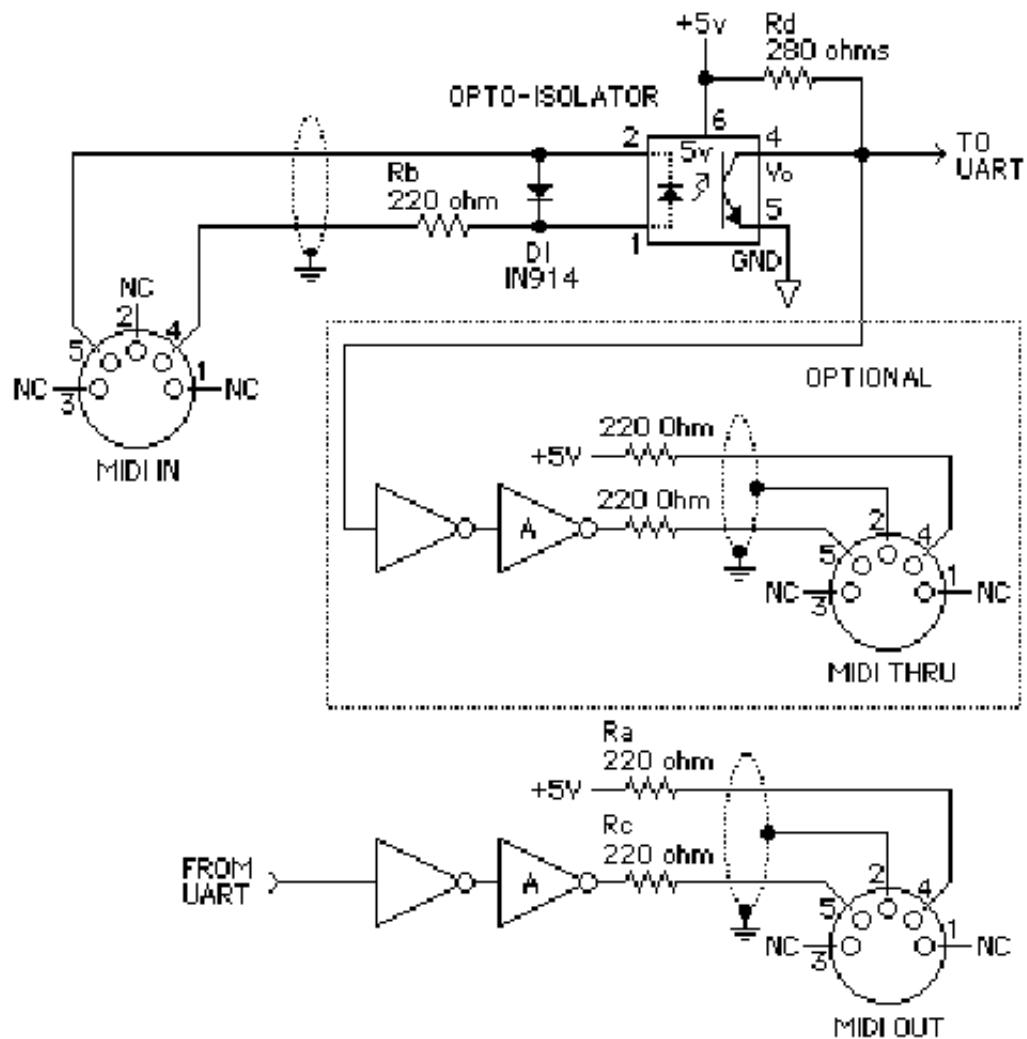 +5v
Rd
280 ohms
OPTO-ISOLATOR
6
2
5v
4
TO
UART
Vo
Rb
220 ohm
5
1
D1
IN914
GND
NC
2
5
4
NC
3
1
NC
MIDI IN
OPTIONAL
220 Ohm
+5V
220 Ohm
A
2
5
4
NC
3
1
NC
MIDI THRU
Ra
220 ohm
+5V
Rc
220 ohm
FROM
UART
A
2
5
4
NC
3
1
NC
MIDI OUT